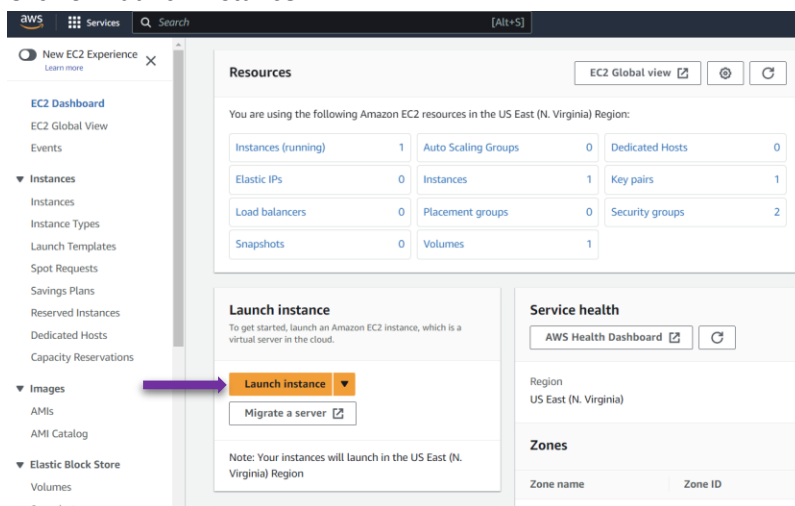 aws
Services
Search
[Alt+S]
New EC2 Experience
Learn more
EC2 Dashboard
EC2 Global View
Events
Instances
Instances
Instance Types
Launch Templates
Spot Requests
Savings Plans
Reserved Instances
Dedicated Hosts
Capacity Reservations
Images
AMIs
AMI Catalog
Elastic Block Store
Volumes
Resources
EC2 Global view
You are using the following Amazon EC2 resources in the US East (N. Virginia) Region:
Instances (running) 1
Auto Scaling Groups 0
Dedicated Hosts 0
Elastic IPs 0
Instances 1
Key pairs 1
Load balancers 0
Placement groups 0
Security groups 2
Snapshots 0
Volumes 1
Launch instance
To get started, launch an Amazon EC2 instance, which is a
virtual server in the cloud.
Launch instance
Migrate a server
Note: Your instances will launch in the US East (N.
Virginia) Region
Service health
AWS Health Dashboard
Region
US East (N. Virginia)
Zones
Zone name
Zone ID